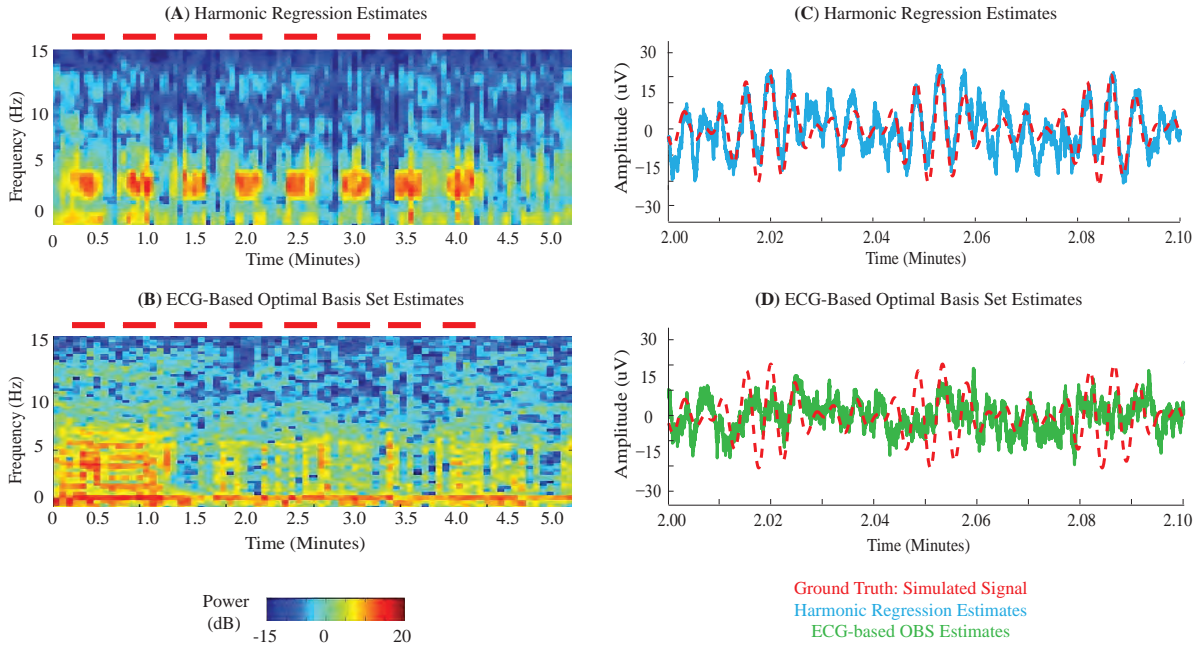 (A) Harmonic Regression Estimates
15
10
5
0
Frequency (Hz)
0 0.5 1.0 1.5 2.0 2.5 3.0 3.5 4.0 4.5 5.0
Time (Minutes)
(B) ECG-Based Optimal Basis Set Estimates
15
10
5
0
Frequency (Hz)
0 0.5 1.0 1.5 2.0 2.5 3.0 3.5 4.0 4.5 5.0
Time (Minutes)
Power
(dB)
-15 0 20
(C) Harmonic Regression Estimates
30
15
0
−15
−30
Amplitude (uV)
2.00 2.02 2.04 2.06 2.08 2.10
Time (Minutes)
(D) ECG-Based Optimal Basis Set Estimates
30
15
0
−15
−30
Amplitude (uV)
2.00 2.02 2.04 2.06 2.08 2.10
Time (Minutes)
Ground Truth: Simulated Signal
Harmonic Regression Estimates
ECG-based OBS Estimates